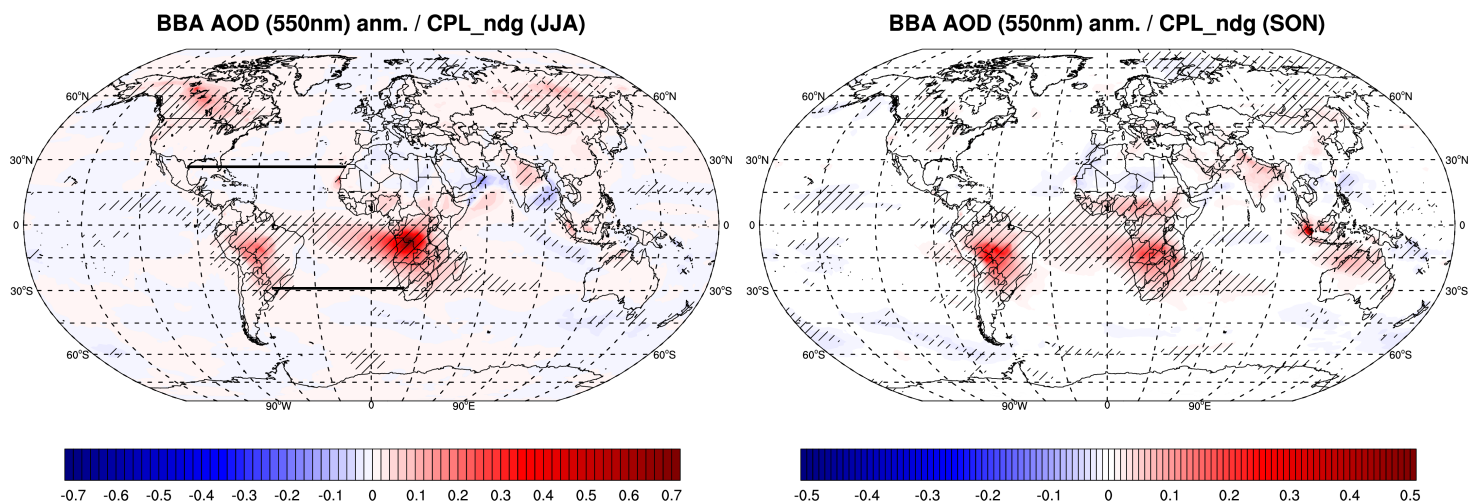 BBA AOD (550nm) anm. / CPL_ndg (JJA)
60°N
60°N
30°N
30°N
0
0
30°S
30°S
60°S
60°S
90°W
0
90°E
-0.7 -0.6 -0.5 -0.4 -0.3 -0.2 -0.1 0 0.1 0.2 0.3 0.4 0.5 0.6 0.7
BBA AOD (550nm) anm. / CPL_ndg (SON)
60°N
60°N
30°N
30°N
0
0
30°S
30°S
60°S
60°S
90°W
0
90°E
-0.5 -0.4 -0.3 -0.2 -0.1 0 0.1 0.2 0.3 0.4 0.5